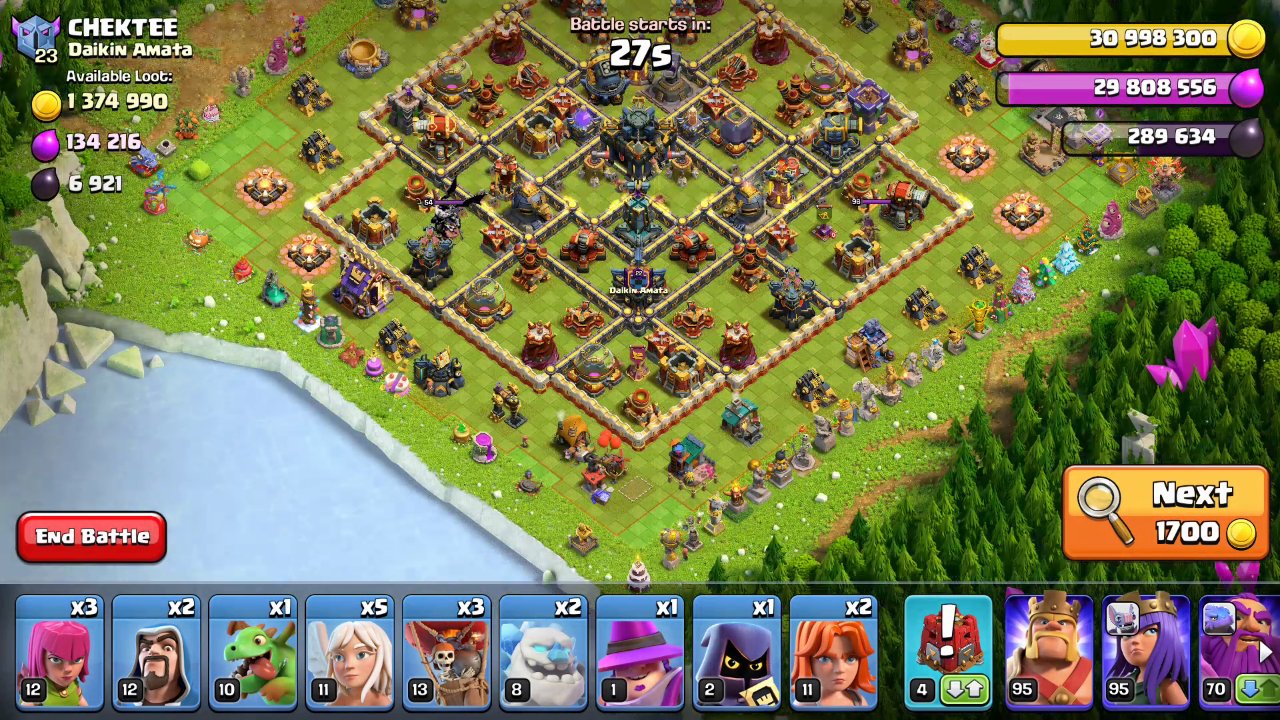 CHEKTEE
23
Daikin Amata
Available Loot:
1 374 990
134 216
6 921
Battle starts in:
27s
30 998 300
29 808 556
289 634
54
98
Daikin Amata
End Battle
Next
1700
x3
x2
x1
x5
x3
x2
x1
x1
x2
!
12
12
10
11
13
8
1
2
11
4
95
95
70